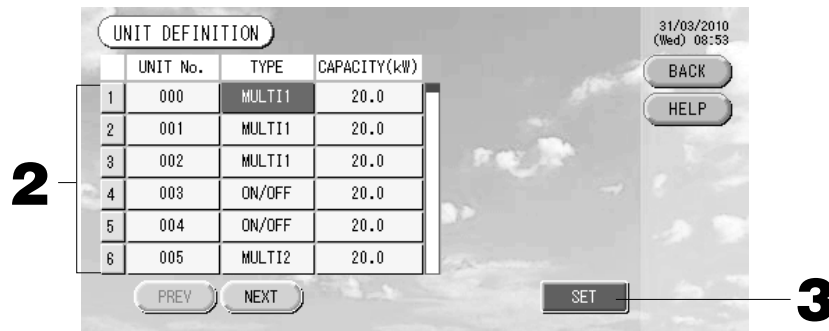 UNIT DEFINITION
31/03/2010
(Wed) 08:53
UNIT No. TYPE CAPACITY(kW)
BACK
1 000 MULTI1 20.0
HELP
2 001 MULTI1 20.0
3 002 MULTI1 20.0
2
4 003 ON/OFF 20.0
5 004 ON/OFF 20.0
6 005 MULTI2 20.0
PREV NEXT SET 3